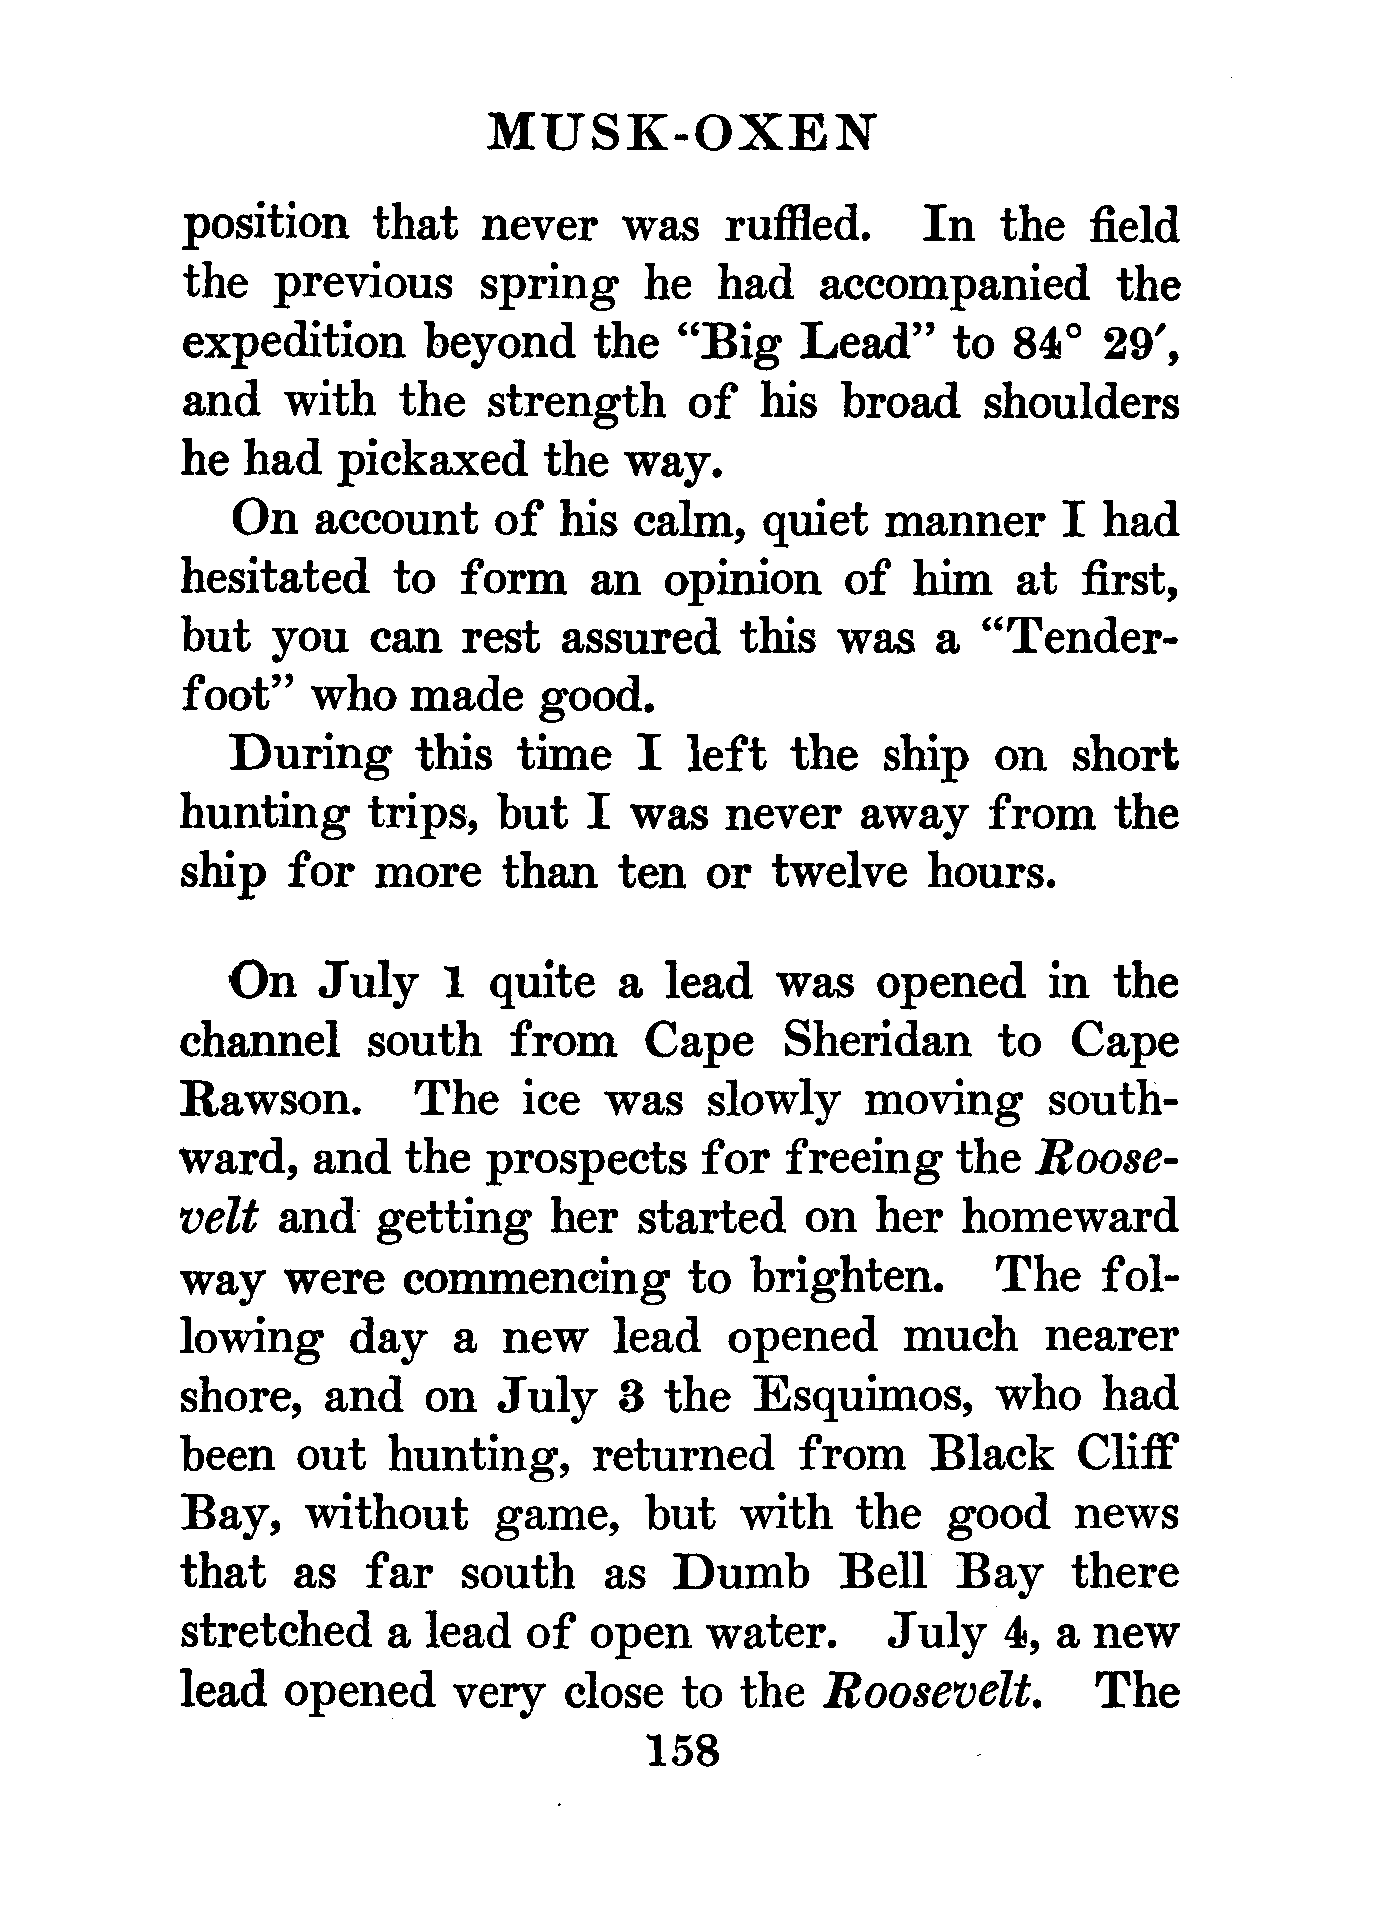 MUSK-OXEN
position that never was ruffled. In the field
the previous spring he had accompanied the
expedition beyond the “Big Lead” to 84° 29′,
and with the strength of his broad shoulders
he had pickaxed the way.
On account of his calm, quiet manner I had
hesitated to form an opinion of him at first,
but you can rest assured this was a “Tender-
foot” who made good.
During this time I left the ship on short
hunting trips, but I was never away from the
ship for more than ten or twelve hours.
On July 1 quite a lead was opened in the
channel south from Cape Sheridan to Cape
Rawson. The ice was slowly moving south-
ward, and the prospects for freeing the Roose-
velt and getting her started on her homeward
way were commencing to brighten. The fol-
lowing day a new lead opened much nearer
shore, and on July 3 the Esquimos, who had
been out hunting, returned from Black Cliff
Bay, without game, but with the good news
that as far south as Dumb Bell Bay there
stretched a lead of open water. July 4, a new
lead opened very close to the Roosevelt. The
158